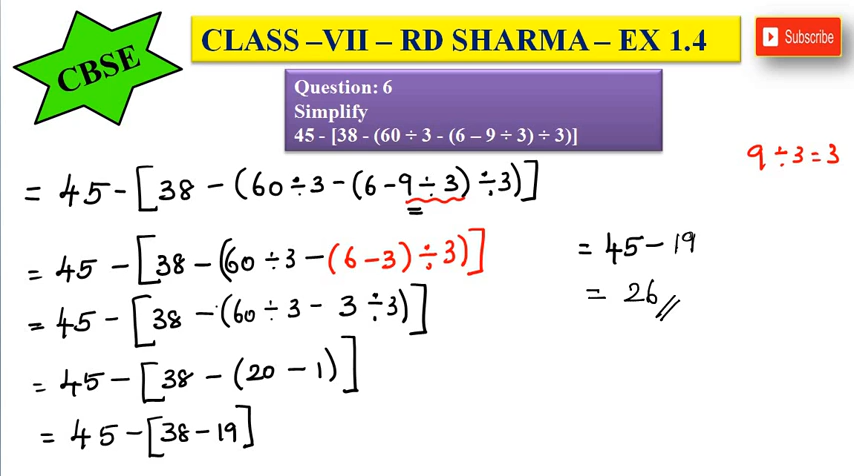 CBSE
CLASS –VII – RD SHARMA – EX 1.4
Subscribe
Question: 6
Simplify
45 - [38 - (60 ÷ 3 - (6 – 9 ÷ 3) ÷ 3)]
9 ÷ 3 = 3
= 45 - [38 - (60 ÷ 3 - (6 - 9 ÷ 3) ÷ 3)]
= 45 - [38 - (60 ÷ 3 - (6 - 3) ÷ 3)]
= 45 - [38 - (60 ÷ 3 - 3 ÷ 3)]
= 45 - [38 - (20 - 1)]
= 45 - [38 - 19]
= 45 - 19
= 26 //